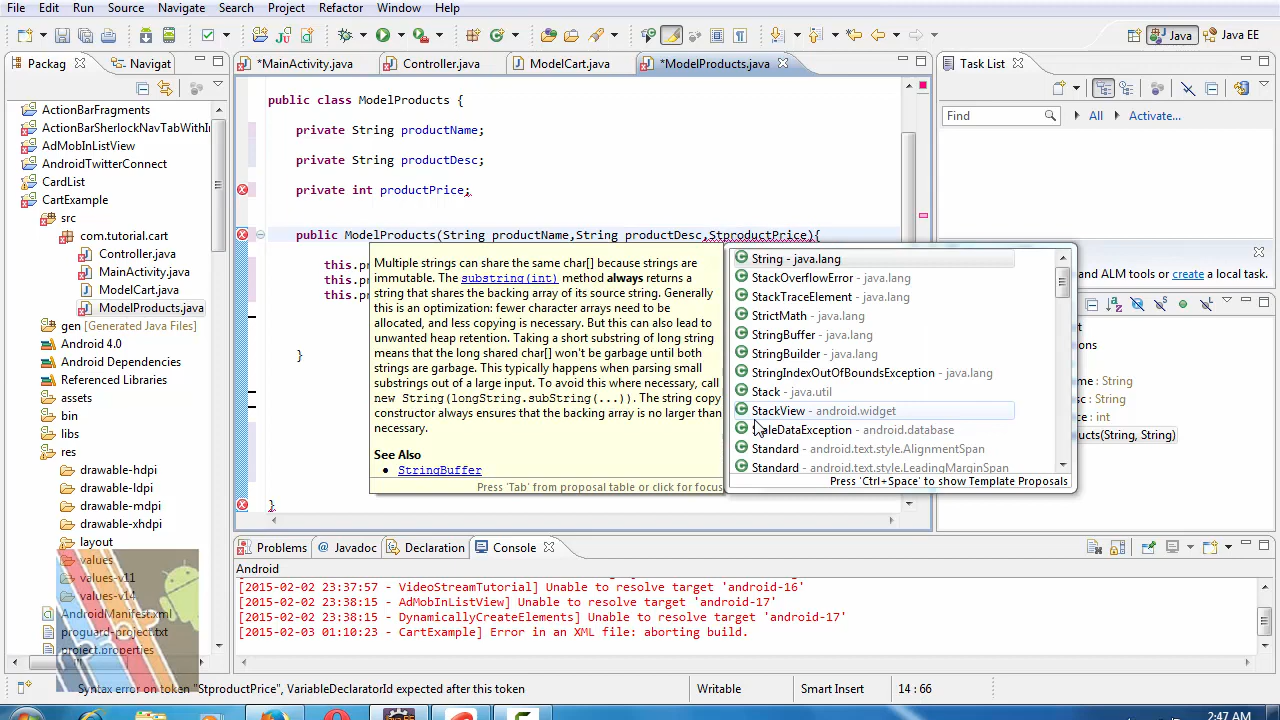 File Edit Run Source Navigate Search Project Refactor Window Help
Java
Java EE
Packag
Navigat
*MainActivity.java
Controller.java
ModelCart.java
*ModelProducts.java
Task List
ActionBarFragments
ActionBarSherlockNavTabWithIn
AdMobInListView
AndroidTwitterConnect
CardList
CartExample
src
com.tutorial.cart
Controller.java
MainActivity.java
ModelCart.java
ModelProducts.java
gen [Generated Java Files]
Android 4.0
Android Dependencies
Referenced Libraries
assets
bin
libs
res
drawable-hdpi
drawable-ldpi
drawable-mdpi
drawable-xhdpi
layout
values
values-v11
values-v14
AndroidManifest.xml
proguard-project.txt
project.properties
public class ModelProducts {
private String productName;
private String productDesc;
private int productPrice;
public ModelProducts(String productName,String productDesc,StproductPrice){
this.p
this.p
this.p
}
}
Multiple strings can share the same char[] because strings are
immutable. The substring(int) method always returns a
string that shares the backing array of its source string. Generally
this is an optimization: fewer character arrays need to be
allocated, and less copying is necessary. But this can also lead to
unwanted heap retention. Taking a short substring of long string
means that the long shared char[] won't be garbage until both
strings are garbage. This typically happens when parsing small
substrings out of a large input. To avoid this where necessary, call
new String(longString.subString(...)). The string copy
constructor always ensures that the backing array is no larger than
necessary.
See Also
StringBuffer
Press 'Tab' from proposal table or click for focus
String - java.lang
StackOverflowError - java.lang
StackTraceElement - java.lang
StrictMath - java.lang
StringBuffer - java.lang
StringBuilder - java.lang
StringIndexOutOfBoundsException - java.lang
Stack - java.util
StackView - android.widget
StaleDataException - android.database
Standard - android.text.style.AlignmentSpan
Standard - android.text.style.LeadingMarginSpan
Press 'Ctrl+Space' to show Template Proposals
Find
All
Activate...
and ALM tools or create a local task.
: String
: String
: int
ucts(String, String)
Problems
Javadoc
Declaration
Console
Android
[2015-02-02 23:37:57 - VideoStreamTutorial] Unable to resolve target 'android-16'
[2015-02-02 23:38:15 - AdMobInListView] Unable to resolve target 'android-17'
[2015-02-02 23:38:15 - DynamicallyCreateElements] Unable to resolve target 'android-17'
[2015-02-03 01:10:23 - CartExample] Error in an XML file: aborting build.
Syntax error on token "StproductPrice", VariableDeclaratorId expected after this token
Writable
Smart Insert
14 : 66
2:47 AM